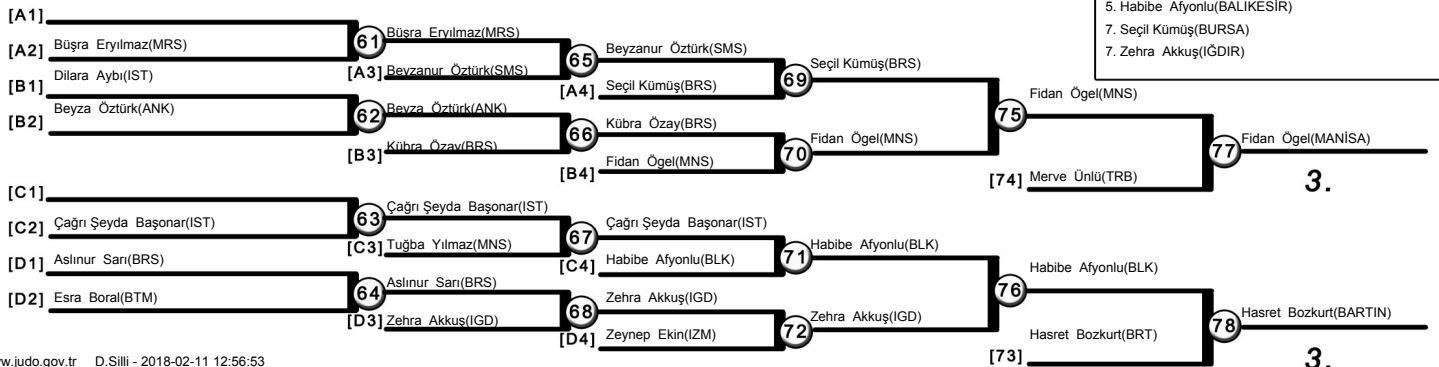 5. Habibe Afyonlu(BALIKESİR)
7. Seçil Kümüş(BURSA)
7. Zehra Akkuş(IĞDIR)
[A1]
[A2] Büşra Eryılmaz(MRS)
61 Büşra Eryılmaz(MRS)
[A3] Beyzanur Öztürk(SMS)
65 Beyzanur Öztürk(SMS)
[A4] Seçil Kümüş(BRS)
69 Seçil Kümüş(BRS)
[B1] Dilara Aybı(IST)
[B2] Beyza Öztürk(ANK)
62 Beyza Öztürk(ANK)
[B3] Kübra Özay(BRS)
66 Kübra Özay(BRS)
[B4] Fidan Ögel(MNS)
70 Fidan Ögel(MNS)
75 Fidan Ögel(MNS)
[74] Merve Ünlü(TRB)
77 Fidan Ögel(MANİSA)
3.
[C1]
[C2] Çağrı Şeyda Başonar(IST)
63 Çağrı Şeyda Başonar(IST)
[C3] Tuğba Yılmaz(MNS)
67 Çağrı Şeyda Başonar(IST)
[C4] Habibe Afyonlu(BLK)
71 Habibe Afyonlu(BLK)
[D1] Aslınur Sarı(BRS)
[D2] Esra Boral(BTM)
64 Aslınur Sarı(BRS)
[D3] Zehra Akkuş(IGD)
68 Zehra Akkuş(IGD)
[D4] Zeynep Ekin(IZM)
72 Zehra Akkuş(IGD)
76 Habibe Afyonlu(BLK)
[73] Hasret Bozkurt(BRT)
78 Hasret Bozkurt(BARTIN)
3.
w.judo.gov.tr D.Silli - 2018-02-11 12:56:53